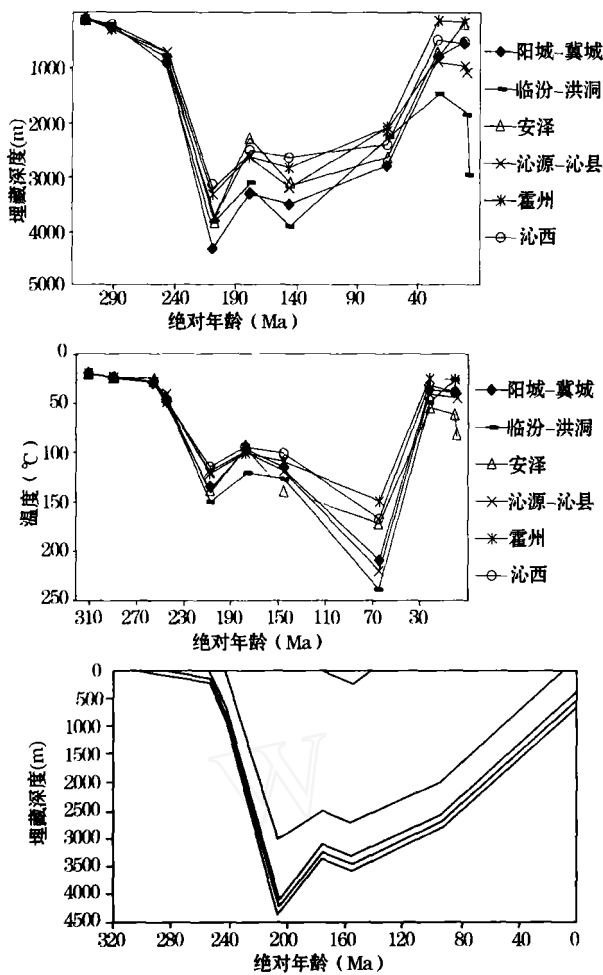 埋藏深度(m)
1000
2000
3000
4000
5000
290
240
190
140
90
40
绝对年龄(Ma)
阳城-冀城
临汾-洪洞
安泽
沁源-沁县
霍州
沁西
温度(℃)
0
50
100
150
200
250
310
270
230
190
150
110
70
30
绝对年龄(Ma)
阳城-冀城
临汾-洪洞
安泽
沁源-沁县
霍州
沁西
埋藏深度(m)
0
500
1000
1500
2000
2500
3000
3500
4000
4500
320
280
240
200
160
120
80
40
0
绝对年龄(Ma)
W